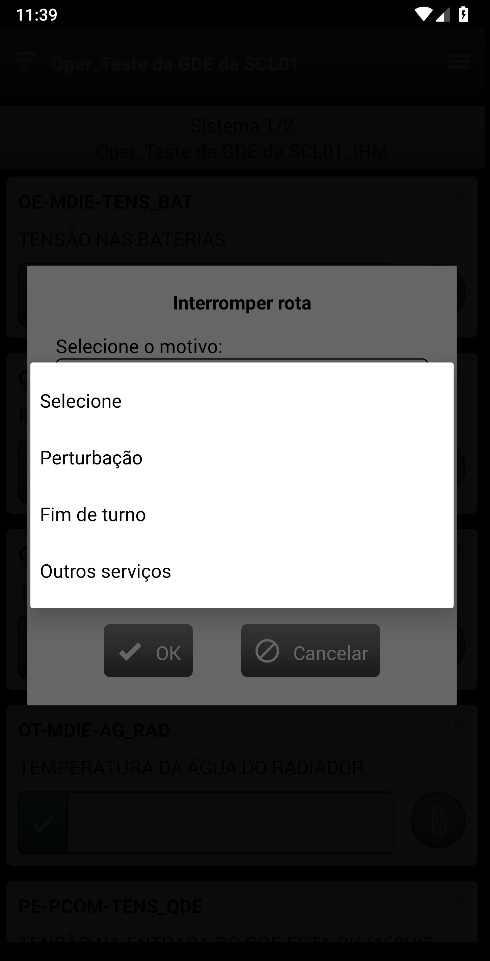 11:39
Oper_Teste da GDE da SCL01
Sistema 1/2
Oper_Teste da GDE da SCL01_IHM
OE-MDIE-TENS_BAT
TENSÃO NAS BATERIAS
Interromper rota
Selecione o motivo:
Selecione
Perturbação
Fim de turno
Outros serviços
OK
Cancelar
OT-MDIE-AG_RAD
TEMPERATURA DA ÁGUA DO RADIADOR
PE-PCOM-TENS_QDE